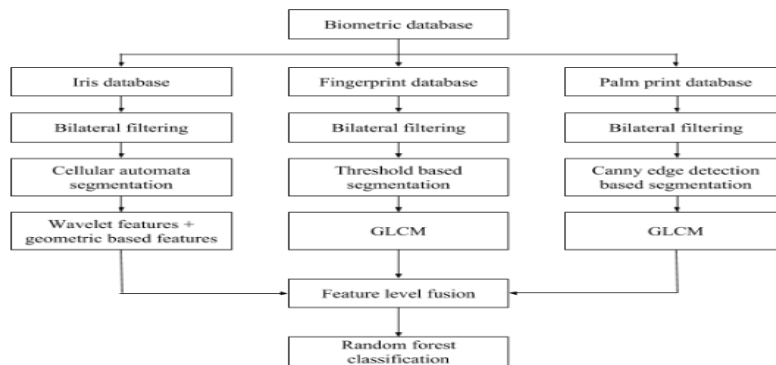 Biometric database
Iris database
Fingerprint database
Palm print database
Bilateral filtering
Bilateral filtering
Bilateral filtering
Cellular automata
segmentation
Threshold based
segmentation
Canny edge detection
based segmentation
Wavelet features +
geometric based features
GLCM
GLCM
Feature level fusion
Random forest
classification